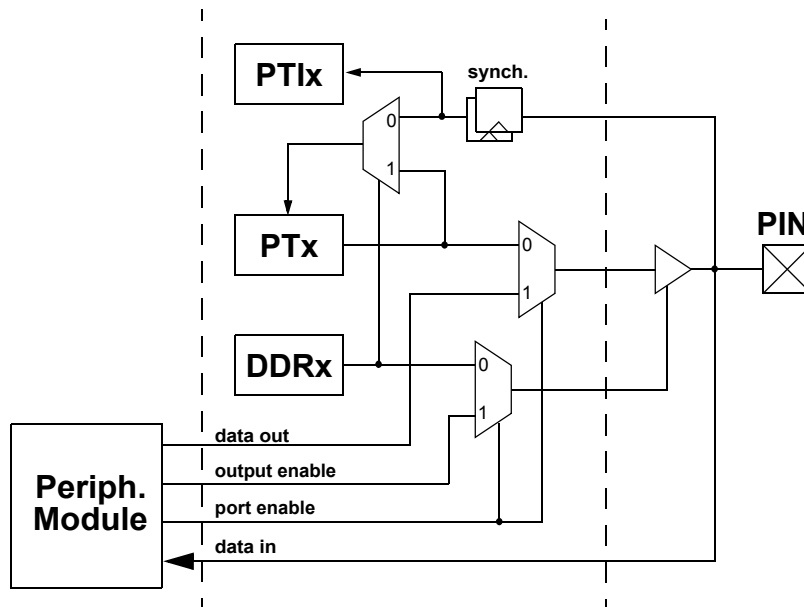 PTIx
synch.
0
1
PTx
PIN
0
1
DDRx
0
1
data out
Periph.
Module
output enable
port enable
data in